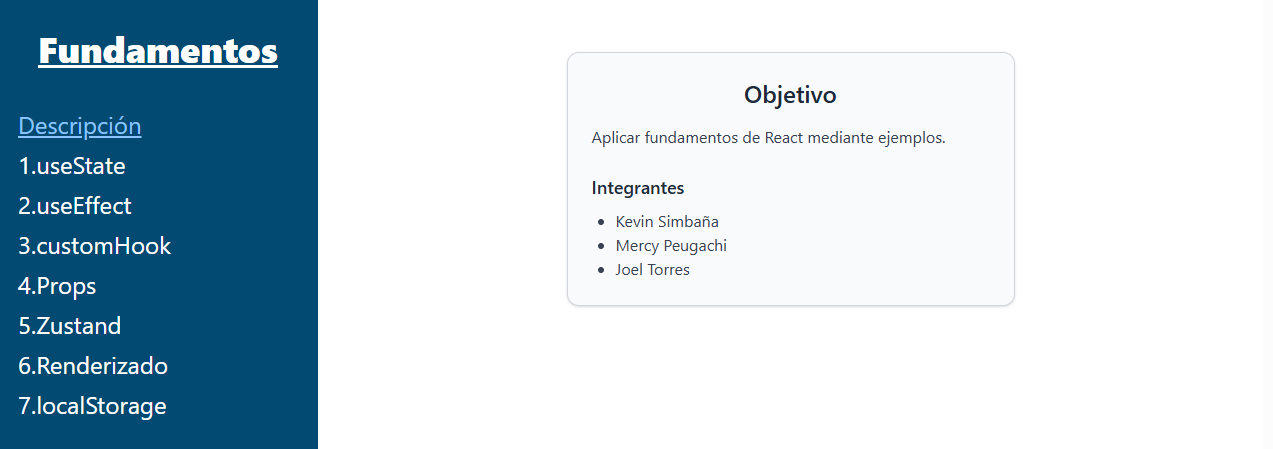 Fundamentos
Descripción
1.useState
2.useEffect
3.customHook
4.Props
5.Zustand
6.Renderizado
7.localStorage
Objetivo
Aplicar fundamentos de React mediante ejemplos.
Integrantes
Kevin Simbaña
Mercy Peugachi
Joel Torres